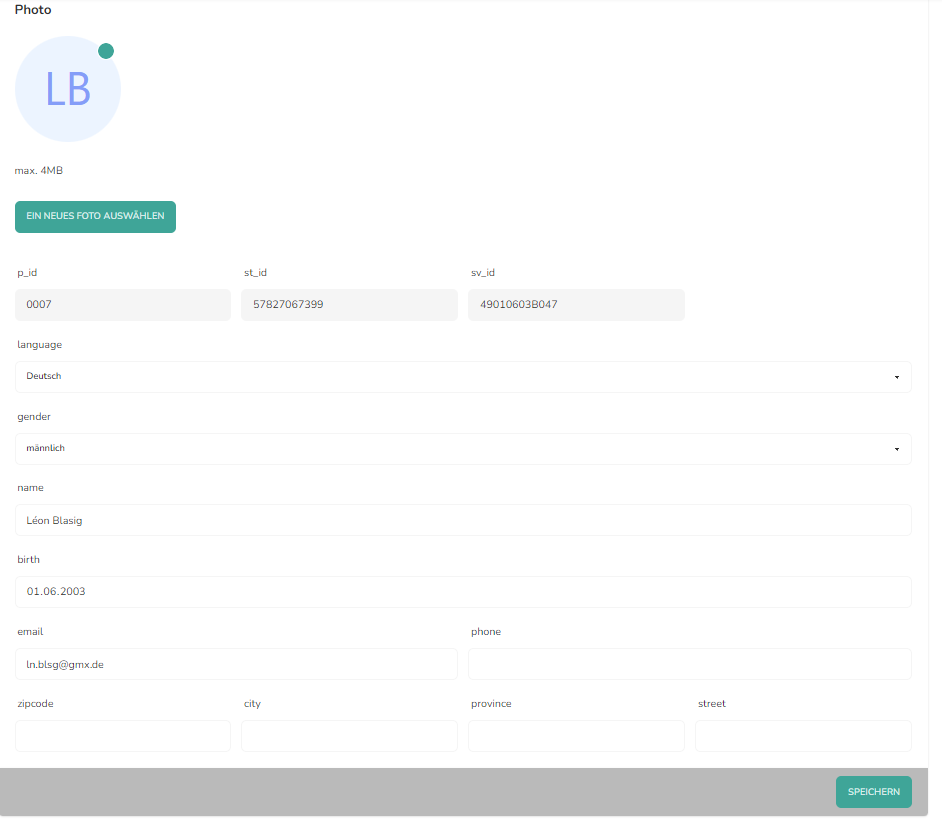 Photo
LB
max. 4MB
EIN NEUES FOTO AUSWÄHLEN
p_id st_id sv_id
0007 57827067399 49010603B047
language
Deutsch
gender
männlich
name
Léon Blasig
birth
01.06.2003
email phone
ln.blsg@gmx.de
zipcode city province street
SPEICHERN